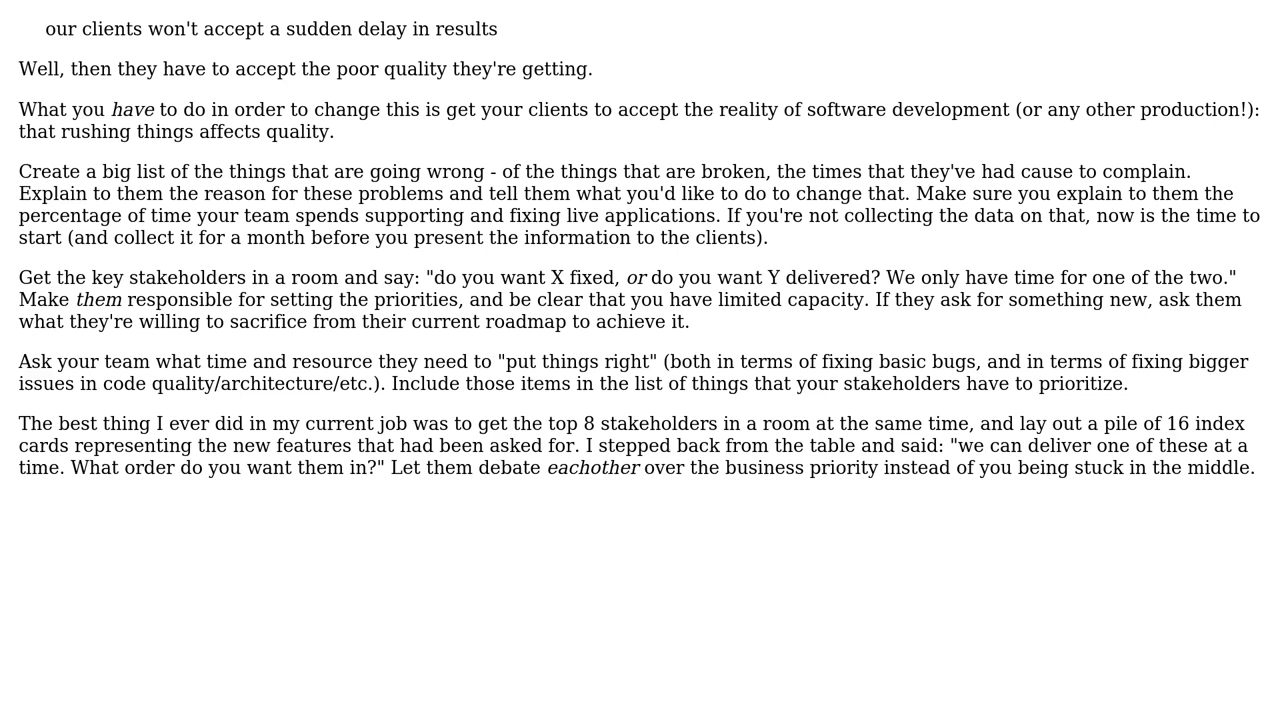 our clients won't accept a sudden delay in results
Well, then they have to accept the poor quality they're getting.
What you have to do in order to change this is get your clients to accept the reality of software development (or any other production!):
that rushing things affects quality.
Create a big list of the things that are going wrong - of the things that are broken, the times that they've had cause to complain.
Explain to them the reason for these problems and tell them what you'd like to do to change that. Make sure you explain to them the
percentage of time your team spends supporting and fixing live applications. If you're not collecting the data on that, now is the time to
start (and collect it for a month before you present the information to the clients).
Get the key stakeholders in a room and say: "do you want X fixed, or do you want Y delivered? We only have time for one of the two."
Make them responsible for setting the priorities, and be clear that you have limited capacity. If they ask for something new, ask them
what they're willing to sacrifice from their current roadmap to achieve it.
Ask your team what time and resource they need to "put things right" (both in terms of fixing basic bugs, and in terms of fixing bigger
issues in code quality/architecture/etc.). Include those items in the list of things that your stakeholders have to prioritize.
The best thing I ever did in my current job was to get the top 8 stakeholders in a room at the same time, and lay out a pile of 16 index
cards representing the new features that had been asked for. I stepped back from the table and said: "we can deliver one of these at a
time. What order do you want them in?" Let them debate eachother over the business priority instead of you being stuck in the middle.